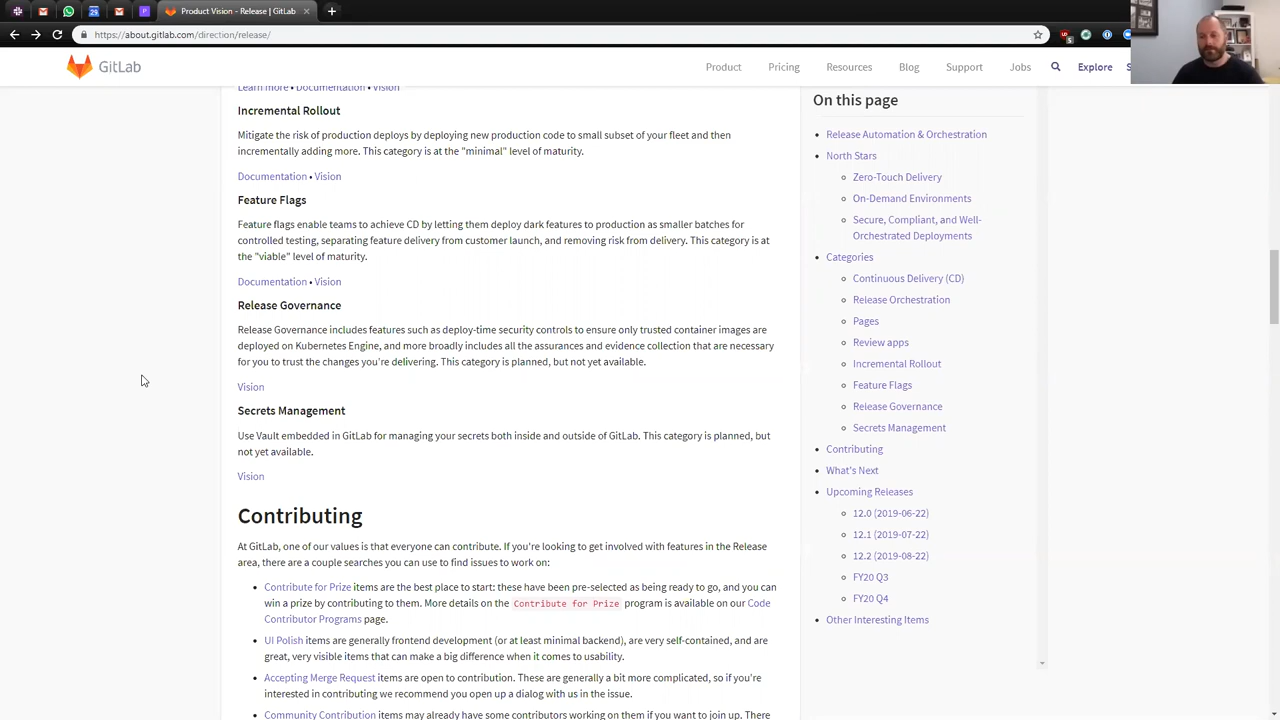 Product Vision - Release | GitLab
https://about.gitlab.com/direction/release/
GitLab
Product
Pricing
Resources
Blog
Support
Jobs
Explore
Learn more • Documentation • Vision
Incremental Rollout
Mitigate the risk of production deploys by deploying new production code to small subset of your fleet and then
incrementally adding more. This category is at the "minimal" level of maturity.
Documentation • Vision
Feature Flags
Feature flags enable teams to achieve CD by letting them deploy dark features to production as smaller batches for
controlled testing, separating feature delivery from customer launch, and removing risk from delivery. This category is at
the "viable" level of maturity.
Documentation • Vision
Release Governance
Release Governance includes features such as deploy-time security controls to ensure only trusted container images are
deployed on Kubernetes Engine, and more broadly includes all the assurances and evidence collection that are necessary
for you to trust the changes you're delivering. This category is planned, but not yet available.
Vision
Secrets Management
Use Vault embedded in GitLab for managing your secrets both inside and outside of GitLab. This category is planned, but
not yet available.
Vision
Contributing
At GitLab, one of our values is that everyone can contribute. If you're looking to get involved with features in the Release
area, there are a couple searches you can use to find issues to work on:
• Contribute for Prize items are the best place to start: these have been pre-selected as being ready to go, and you can
win a prize by contributing to them. More details on the Contribute for Prize program is available on our Code
Contributor Programs page.
• UI Polish items are generally frontend development (or at least minimal backend), are very self-contained, and are
great, very visible items that can make a big difference when it comes to usability.
• Accepting Merge Request items are open to contribution. These are generally a bit more complicated, so if you're
interested in contributing we recommend you open up a dialog with us in the issue.
• Community Contribution items may already have some contributors working on them if you want to join up. There
On this page
• Release Automation & Orchestration
• North Stars
Zero-Touch Delivery
On-Demand Environments
Secure, Compliant, and Well-
Orchestrated Deployments
• Categories
Continuous Delivery (CD)
Release Orchestration
Pages
Review apps
Incremental Rollout
Feature Flags
Release Governance
Secrets Management
• Contributing
• What's Next
• Upcoming Releases
12.0 (2019-06-22)
12.1 (2019-07-22)
12.2 (2019-08-22)
FY20 Q3
FY20 Q4
• Other Interesting Items